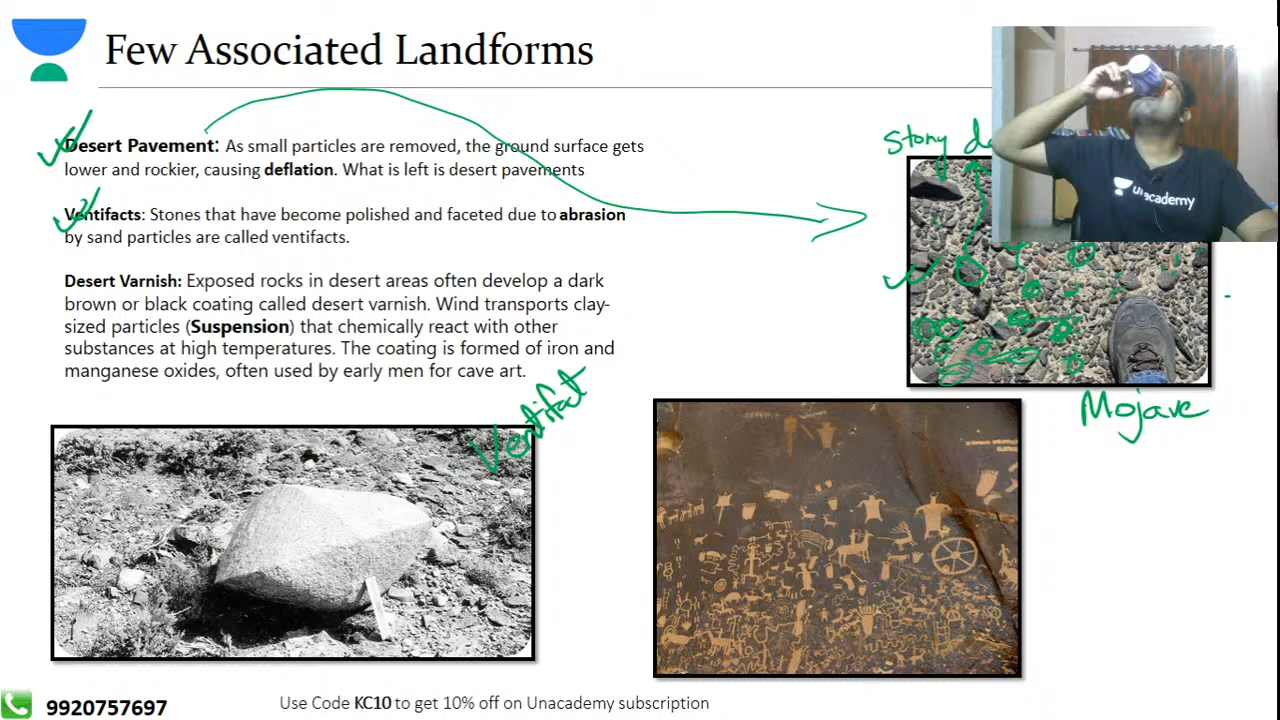 Few Associated Landforms
Stony
Desert Pavement: As small particles are removed, the ground surface gets
lower and rockier, causing deflation. What is left is desert pavements
unacademy
Ventifacts: Stones that have become polished and faceted due to abrasion
by sand particles are called ventifacts.
Desert Varnish: Exposed rocks in desert areas often develop a dark
brown or black coating called desert varnish. Wind transports clay-
sized particles (Suspension) that chemically react with other
substances at high temperatures. The coating is formed of iron and
manganese oxides, often used by early men for cave art.
Mojave
Ventifact
9920757697
Use Code KC10 to get 10% off on Unacademy subscription